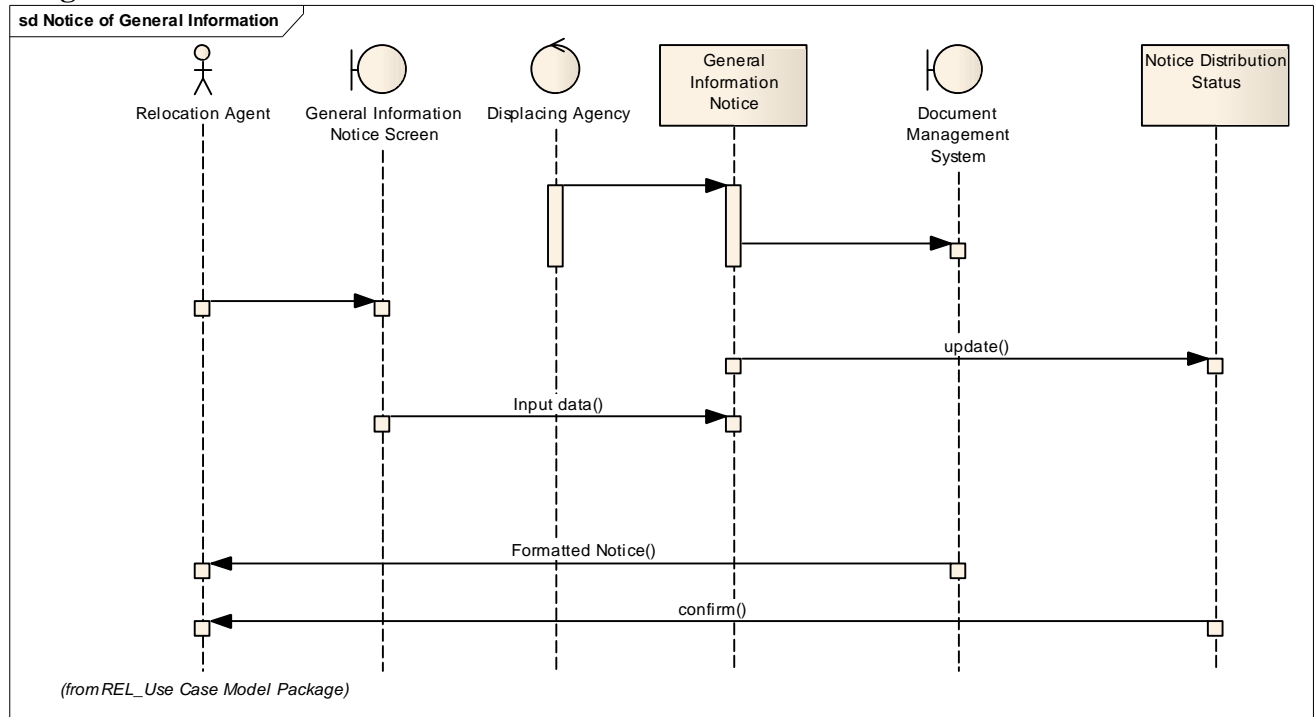 sd Notice of General Information
Relocation Agent
General Information
Notice Screen
Displacing Agency
General
Information
Notice
Document
Management
System
Notice Distribution
Status
update()
Input data()
Formatted Notice()
confirm()
(from REL_Use Case Model Package)